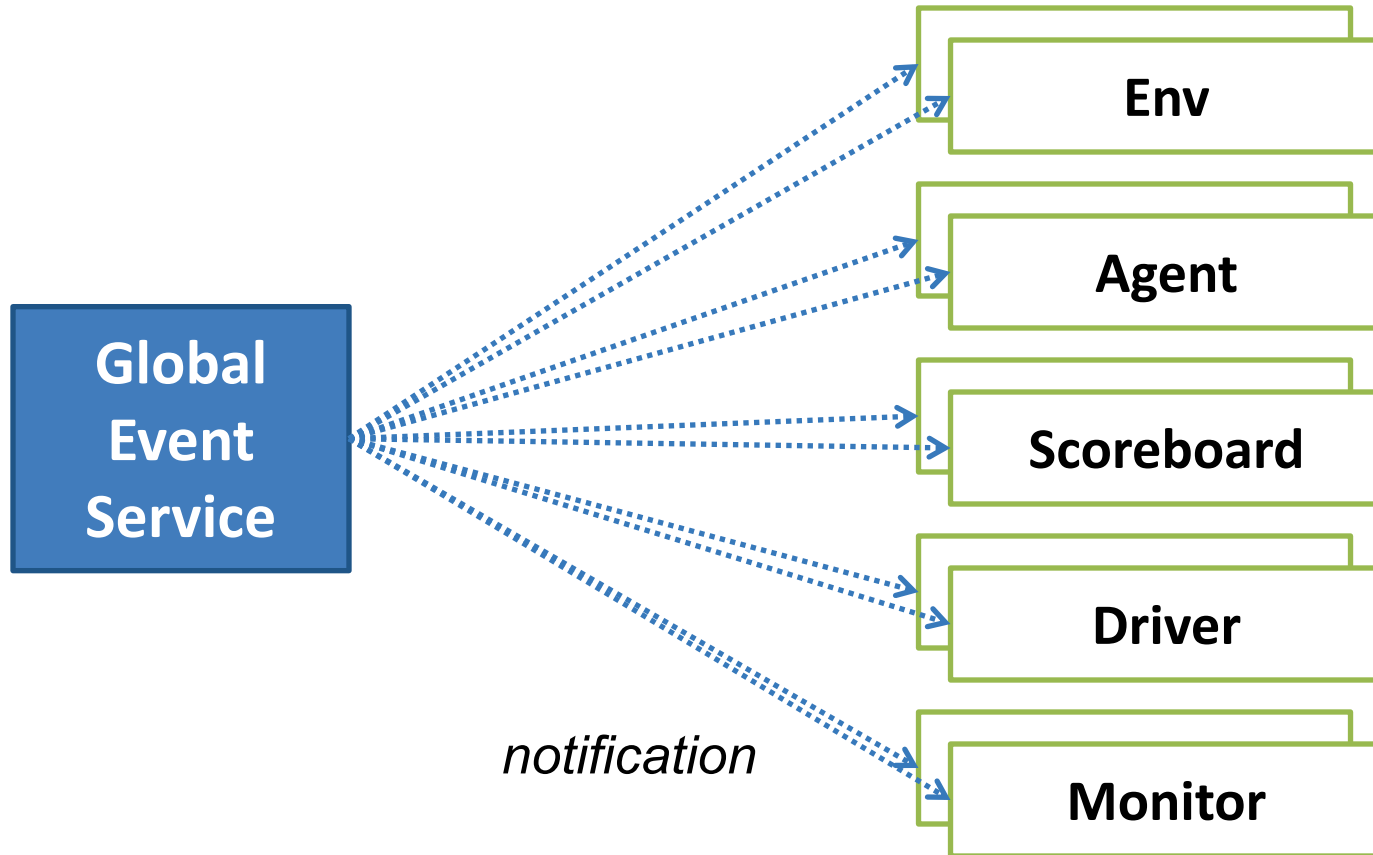 Global
Event
Service
Env
Agent
Scoreboard
Driver
Monitor
notification